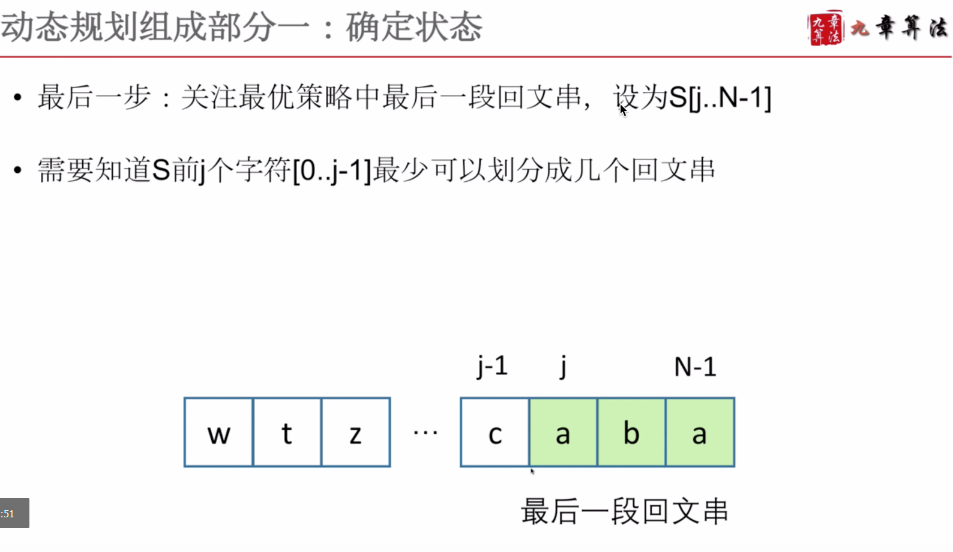 动态规划组成部分一：确定状态
九章算法 九章算法
• 最后一步：关注最优策略中最后一段回文串，设为S[j..N-1]
• 需要知道S前j个字符[0..j-1]最少可以划分成几个回文串
j-1 j N-1
w t z … c a b a
:51
最后一段回文串